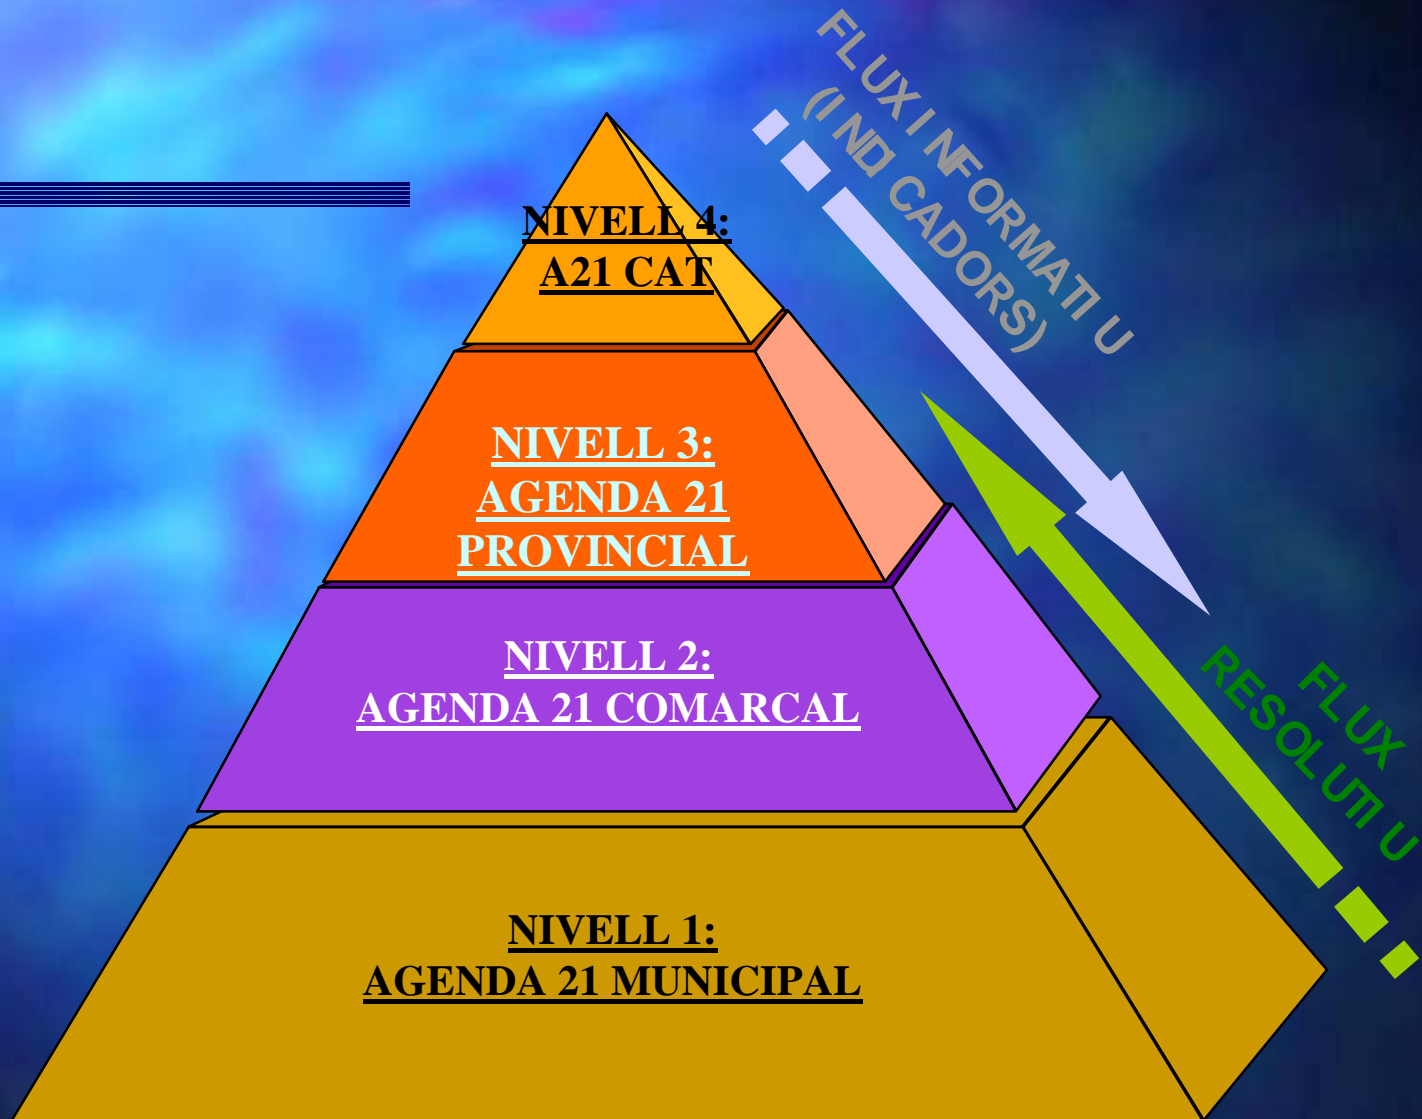 FLUX INFORMATIU
(INDICADORS)
NIVELL 4:
A21 CAT
NIVELL 3:
AGENDA 21
PROVINCIAL
NIVELL 2:
AGENDA 21 COMARCAL
FLUX
RESOLUTIU
NIVELL 1:
AGENDA 21 MUNICIPAL